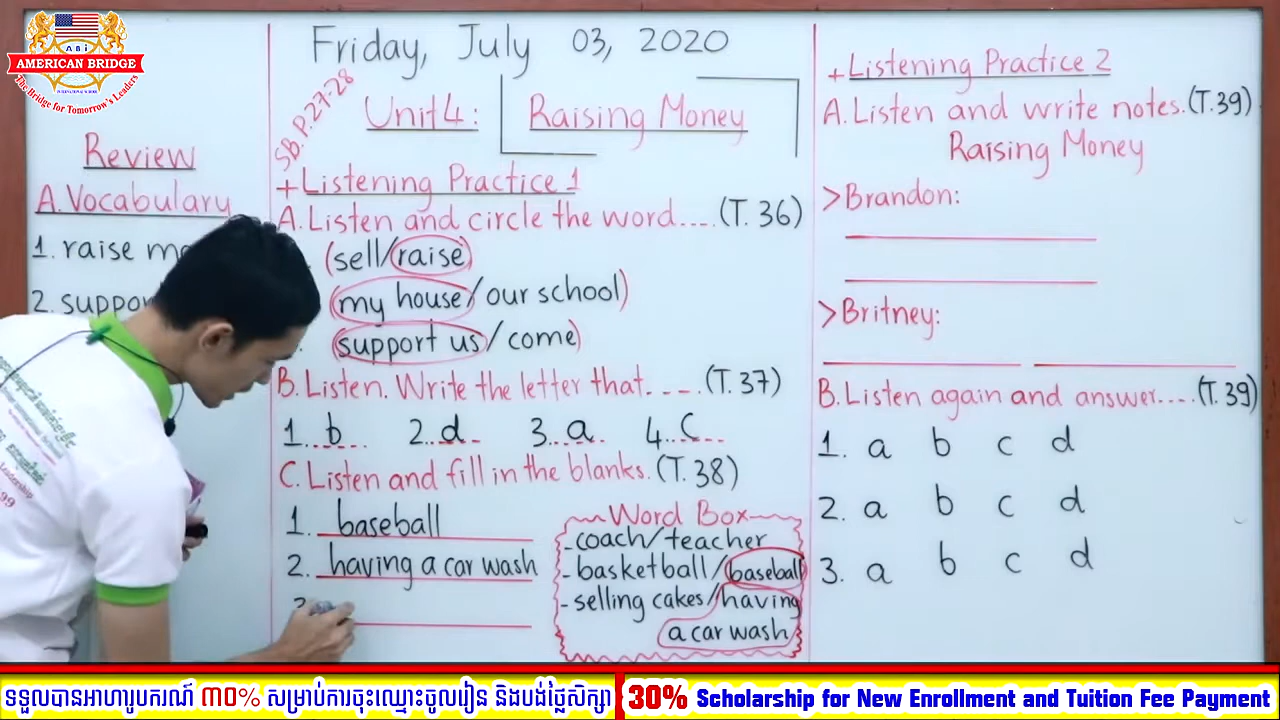 ABi
AMERICAN BRIDGE
INTERNATIONAL SCHOOL
The Bridge for Tomorrow's Leaders
Review
A. Vocabulary
1. raise
2.
Friday, July 03, 2020
SB.P.27-28
Unit 4: Raising Money
+ Listening Practice 1
A. Listen and circle the word....(T. 36)
(sell/raise)
(my house/our school)
(support us/come)
B. Listen. Write the letter that....(T. 37)
1. b 2. d 3. a 4. c
C. Listen and fill in the blanks. (T. 38)
1. baseball
2. having a car wash
Word Box
- coach/teacher
- basketball/baseball
- selling cakes/having
a car wash
+ Listening Practice 2
A. Listen and write notes. (T. 39)
Raising Money
> Brandon:
> Britney:
B. Listen again and answer....(T. 39)
1. a b c d
2. a b c d
3. a b c d
Leadership
99
ទទួលបានអាហារូបករណ៍ ៣០% សម្រាប់ការចុះឈ្មោះចូលរៀន និងបង់ថ្លៃសិក្សា
30% Scholarship for New Enrollment and Tuition Fee Payment